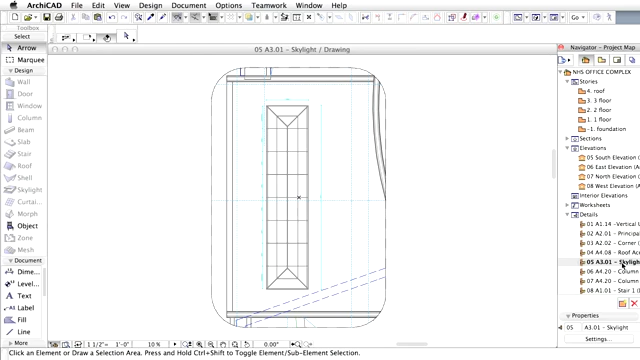 ArchiCAD File Edit View Design Document Options Teamwork Window Help
Toolbox
Select
Arrow
Marquee
Design
Wall
Door
Window
Column
Beam
Slab
Stair
Roof
Shell
Skylight
Curtai...
Morph
Object
Zone
Mesh
Document
Dime...
Level...
Text
Label
Fill
Line
More
05 A3.01 - Skylight / Drawing
1 1/2"= 1'-0" 10 % 0.00°
Click an Element or Draw a Selection Area. Press and Hold Ctrl+Shift to Toggle Element/Sub-Element Selection.
Go
Navigator - Project Map
NHS OFFICE COMPLEX
Stories
4. roof
3. 3 floor
2. 2 floor
1. 1 floor
-1. foundation
Sections
Elevations
05 South Elevation (A
06 East Elevation (A
07 North Elevation (
08 West Elevation (A
Interior Elevations
Worksheets
Details
01 A1.14 -Vertical
02 A2.01 - Principa
03 A2.02 - Corner (
04 A4.08 - Roof Ac
05 A3.01 - Skyligh
06 A4.20 - Column
07 A4.20 - Column
08 A1.01 - Stair 1 (
Properties
05 A3.01 - Skylight
Settings...